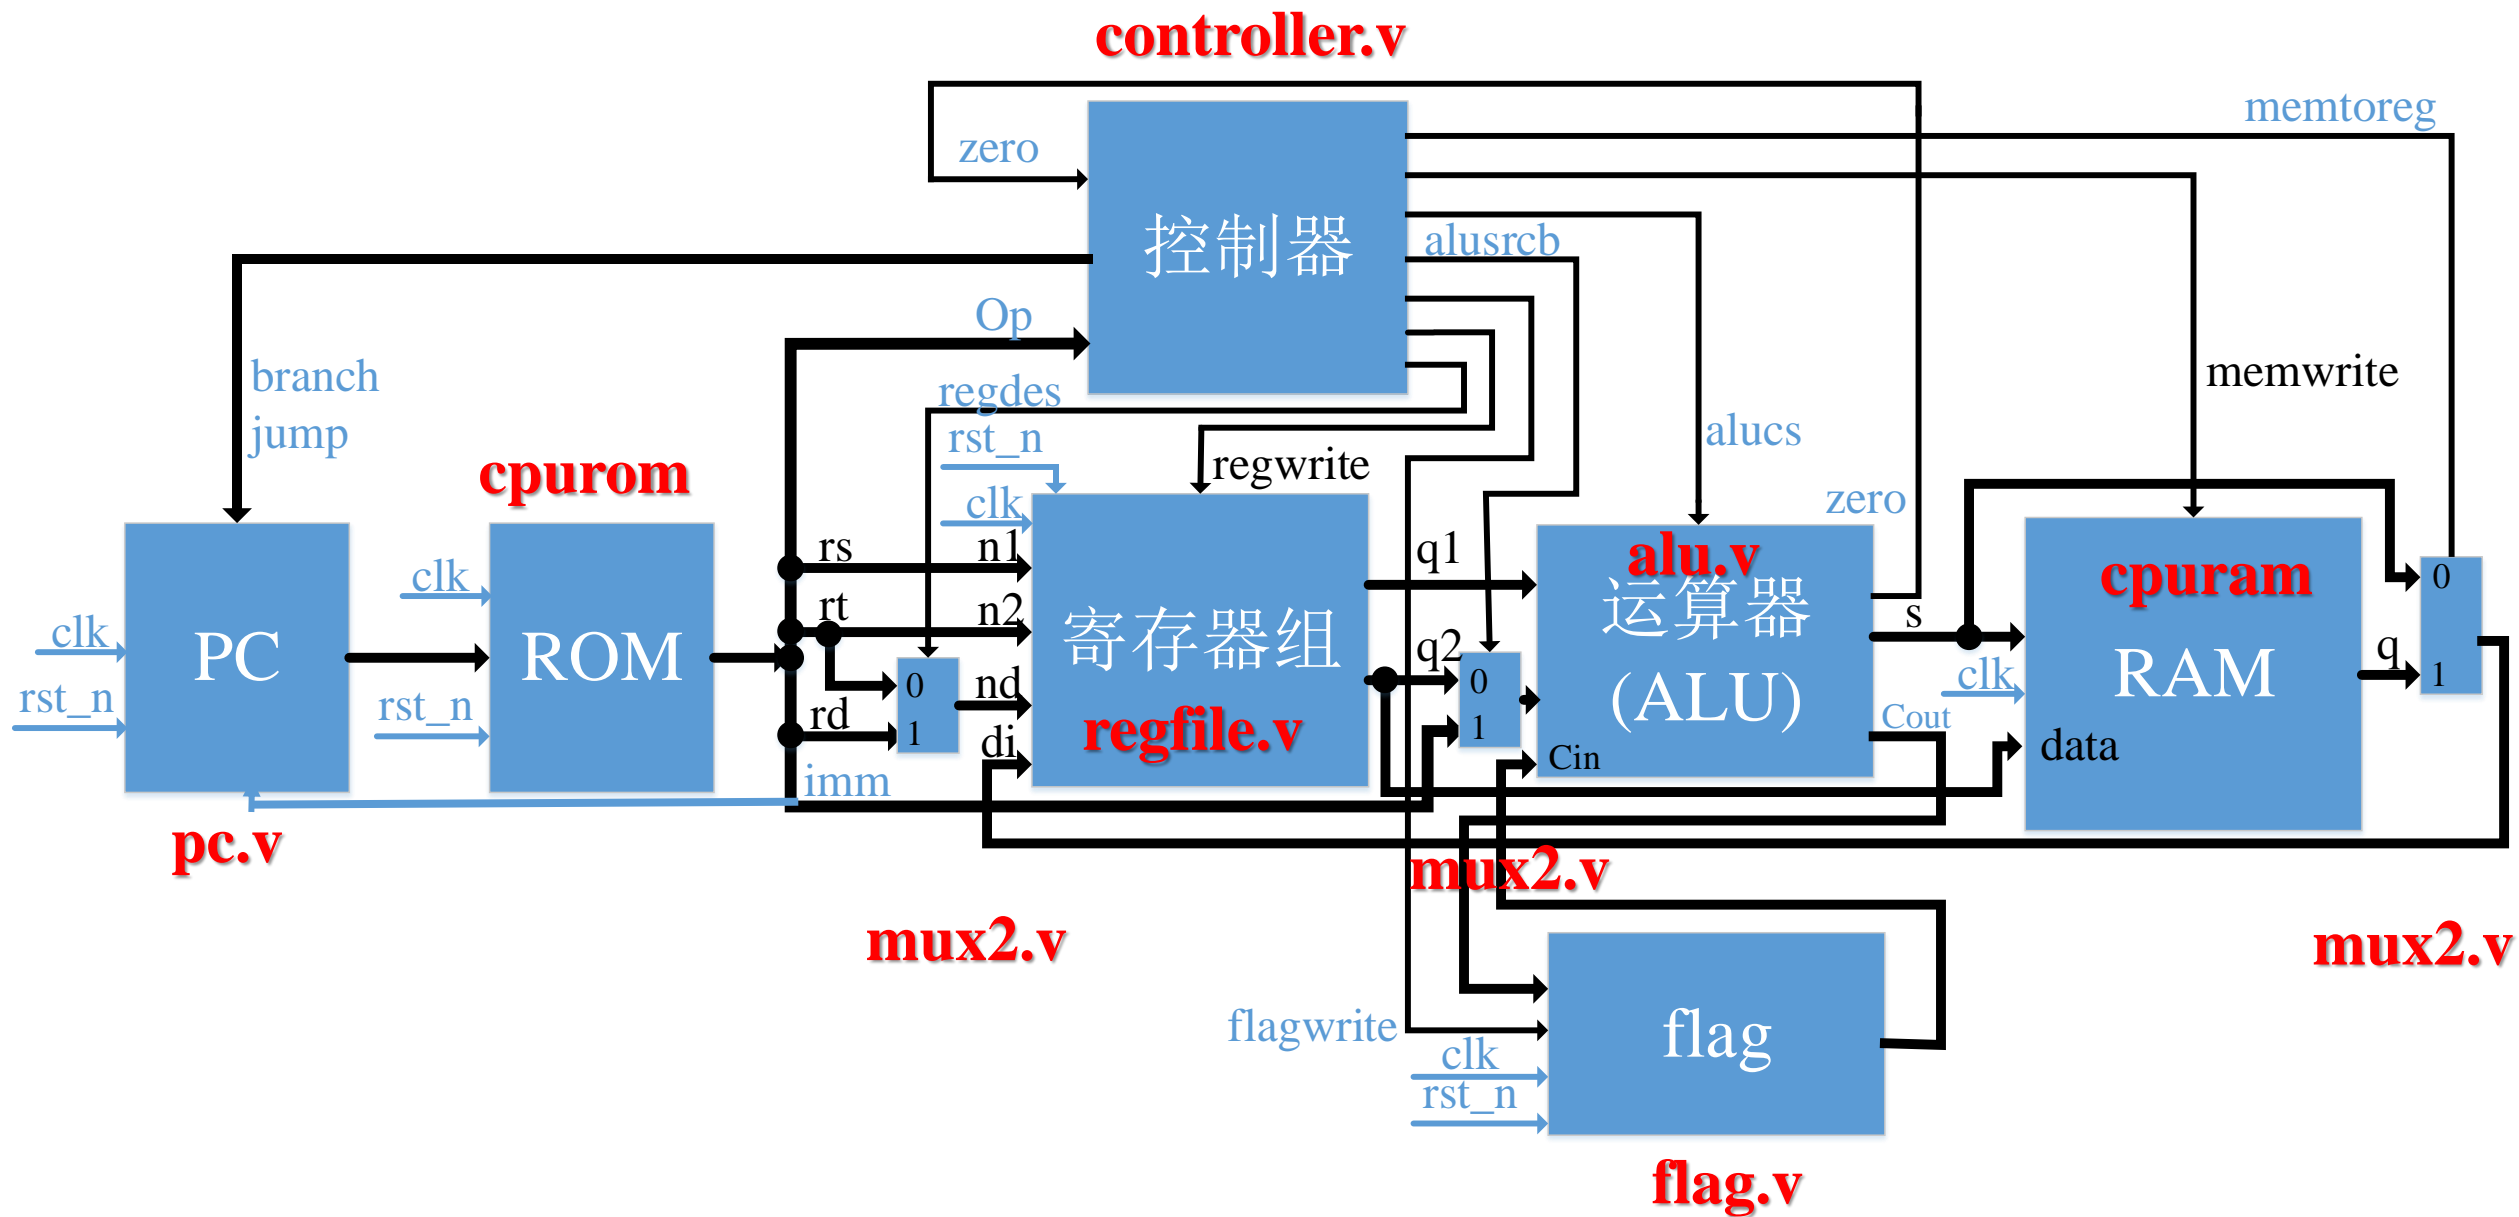 controller.v
memtoreg
zero
控制器
alusrcb
Op
branch
jump
memwrite
regdes
rst_n
alucs
regwrite
cpurom
clk
zero
rs
n1
q1
alu.v
cpuram
0
clk
rt
n2
运算器
s
clk
PC
ROM
寄存器组
q2
RAM
q
rst_n
rst_n
0
nd
0
(ALU)
clk
1
rd
1
regfile.v
1
Cout
di
Cin
data
imm
pc.v
mux2.v
mux2.v
mux2.v
flagwrite
flag
clk
rst_n
flag.v